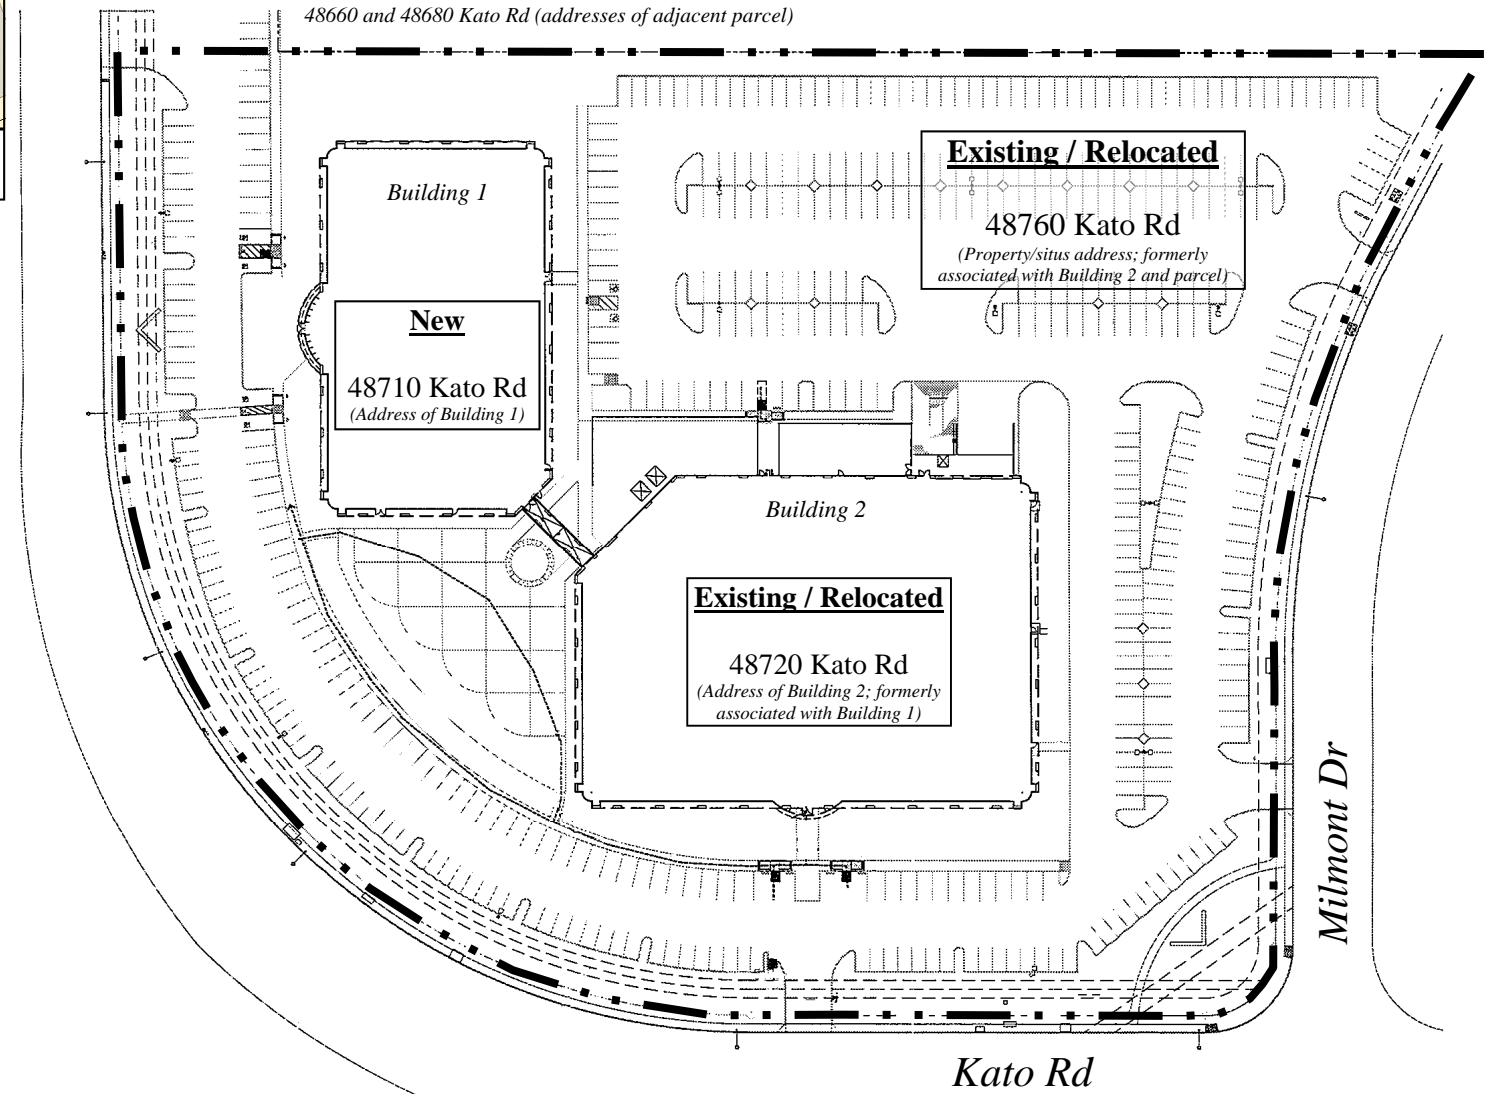 48660 and 48680 Kato Rd (addresses of adjacent parcel)
Building 1
Existing / Relocated
48760 Kato Rd
(Property/situs address; formerly
associated with Building 2 and parcel)
New
48710 Kato Rd
(Address of Building 1)
Building 2
Existing / Relocated
48720 Kato Rd
(Address of Building 2; formerly
associated with Building 1)
Milmont Dr
Kato Rd